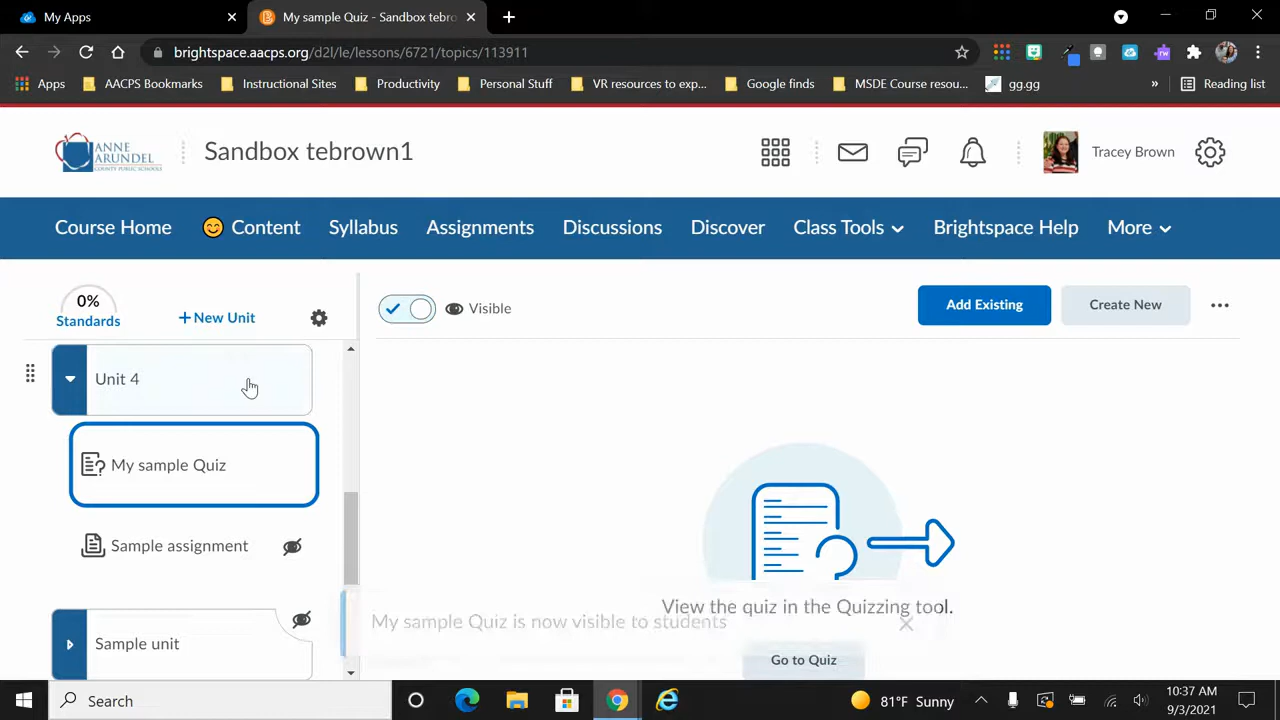 My Apps
My sample Quiz - Sandbox tebro
brightspace.aacps.org/d2l/le/lessons/6721/topics/113911
Apps
AACPS Bookmarks
Instructional Sites
Productivity
Personal Stuff
VR resources to exp...
Google finds
MSDE Course resou...
gg.gg
»
Reading list
ANNE ARUNDEL COUNTY PUBLIC SCHOOLS
Sandbox tebrown1
Tracey Brown
Course Home
Content
Syllabus
Assignments
Discussions
Discover
Class Tools
Brightspace Help
More
0%
Standards
+ New Unit
Visible
Add Existing
Create New
Unit 4
My sample Quiz
Sample assignment
Sample unit
View the quiz in the Quizzing tool.
My sample Quiz is now visible to students
Go to Quiz
Search
81°F Sunny
10:37 AM
9/3/2021